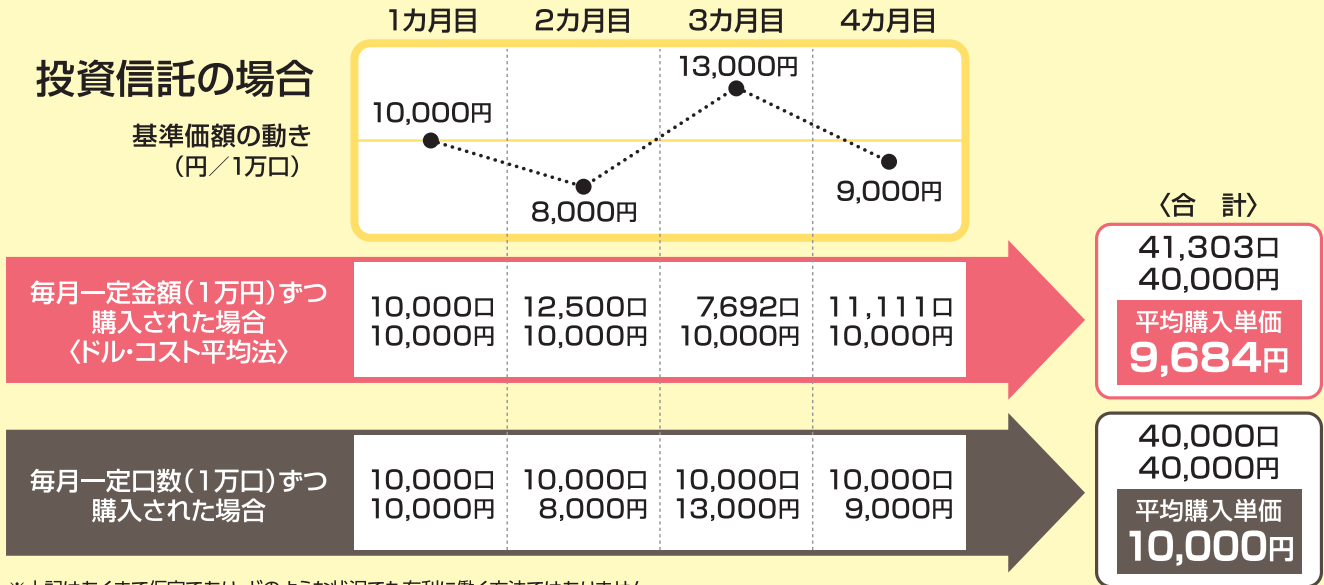 1カ月目 2カ月目 3カ月目 4カ月目
投資信託の場合
基準価額の動き
（円／1万口）
10,000円
8,000円
13,000円
9,000円
〈合　計〉
毎月一定金額（1万円）ずつ
購入された場合
〈ドル・コスト平均法〉
10,000口 12,500口 7,692口 11,111口
10,000円 10,000円 10,000円 10,000円
41,303口
40,000円
平均購入単価
9,684円
毎月一定口数（1万口）ずつ
購入された場合
10,000口 10,000口 10,000口 10,000口
10,000円 8,000円 13,000円 9,000円
40,000口
40,000円
平均購入単価
10,000円